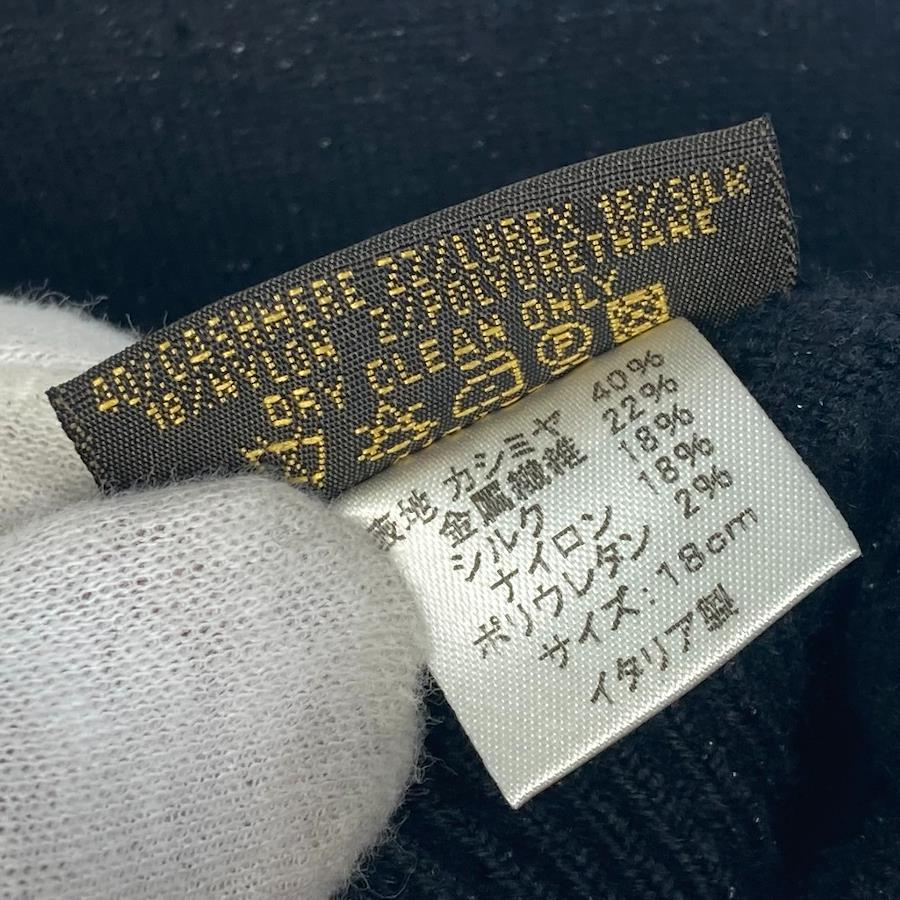 40%CASHMERE 22%LUREX 18%SILK
18%NYLON 2%POLYURETHANE
DRY CLEAN ONLY
P
表地 カシミヤ 40%
金属繊維 22%
シルク 18%
ナイロン 18%
ポリウレタン 2%
サイズ:18cm
イタリア製